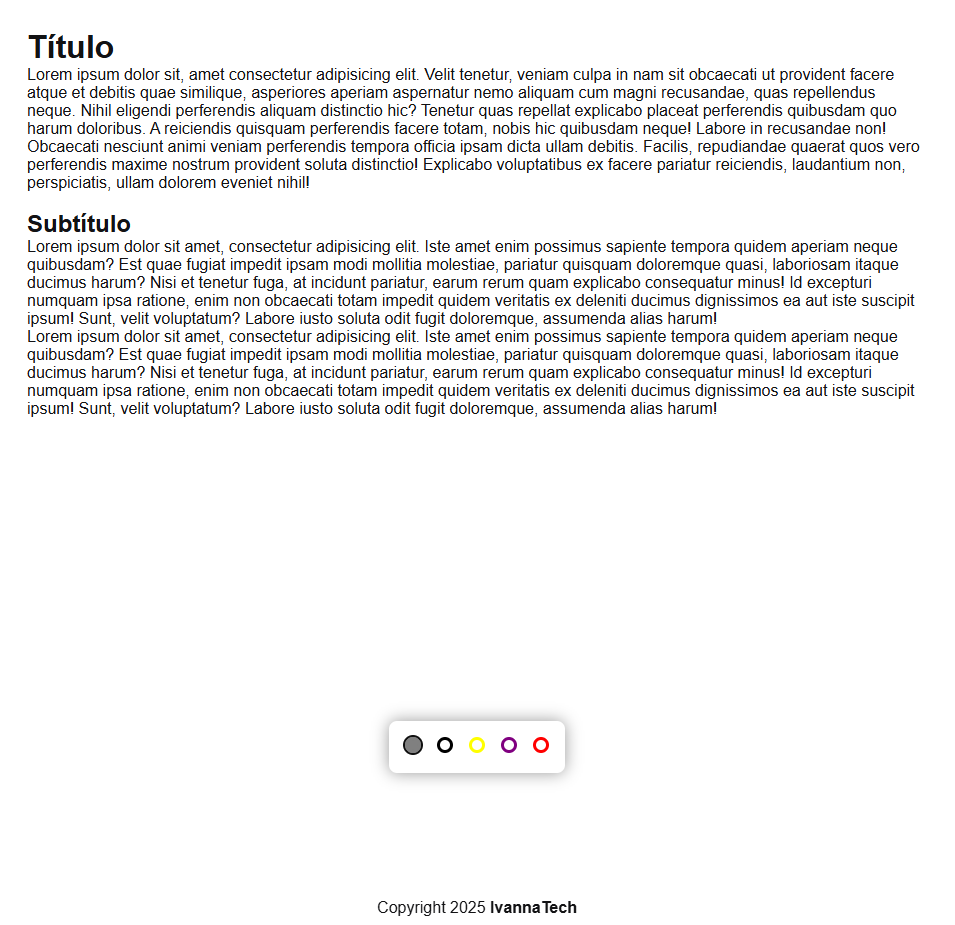 Título
Lorem ipsum dolor sit, amet consectetur adipisicing elit. Velit tenetur, veniam culpa in nam sit obcaecati ut provident facere
atque et debitis quae similique, asperiores aperiam aspernatur nemo aliquam cum magni recusandae, quas repellendus
neque. Nihil eligendi perferendis aliquam distinctio hic? Tenetur quas repellat explicabo placeat perferendis quibusdam quo
harum doloribus. A reiciendis quisquam perferendis facere totam, nobis hic quibusdam neque! Labore in recusandae non!
Obcaecati nesciunt animi veniam perferendis tempora officia ipsam dicta ullam debitis. Facilis, repudiandae quaerat quos vero
perferendis maxime nostrum provident soluta distinctio! Explicabo voluptatibus ex facere pariatur reiciendis, laudantium non,
perspiciatis, ullam dolorem eveniet nihil!
Subtítulo
Lorem ipsum dolor sit amet, consectetur adipisicing elit. Iste amet enim possimus sapiente tempora quidem aperiam neque
quibusdam? Est quae fugiat impedit ipsam modi mollitia molestiae, pariatur quisquam doloremque quasi, laboriosam itaque
ducimus harum? Nisi et tenetur fuga, at incidunt pariatur, earum rerum quam explicabo consequatur minus! Id excepturi
numquam ipsa ratione, enim non obcaecati totam impedit quidem veritatis ex deleniti ducimus dignissimos ea aut iste suscipit
ipsum! Sunt, velit voluptatum? Labore iusto soluta odit fugit doloremque, assumenda alias harum!
Lorem ipsum dolor sit amet, consectetur adipisicing elit. Iste amet enim possimus sapiente tempora quidem aperiam neque
quibusdam? Est quae fugiat impedit ipsam modi mollitia molestiae, pariatur quisquam doloremque quasi, laboriosam itaque
ducimus harum? Nisi et tenetur fuga, at incidunt pariatur, earum rerum quam explicabo consequatur minus! Id excepturi
numquam ipsa ratione, enim non obcaecati totam impedit quidem veritatis ex deleniti ducimus dignissimos ea aut iste suscipit
ipsum! Sunt, velit voluptatum? Labore iusto soluta odit fugit doloremque, assumenda alias harum!
Copyright 2025 IvannaTech